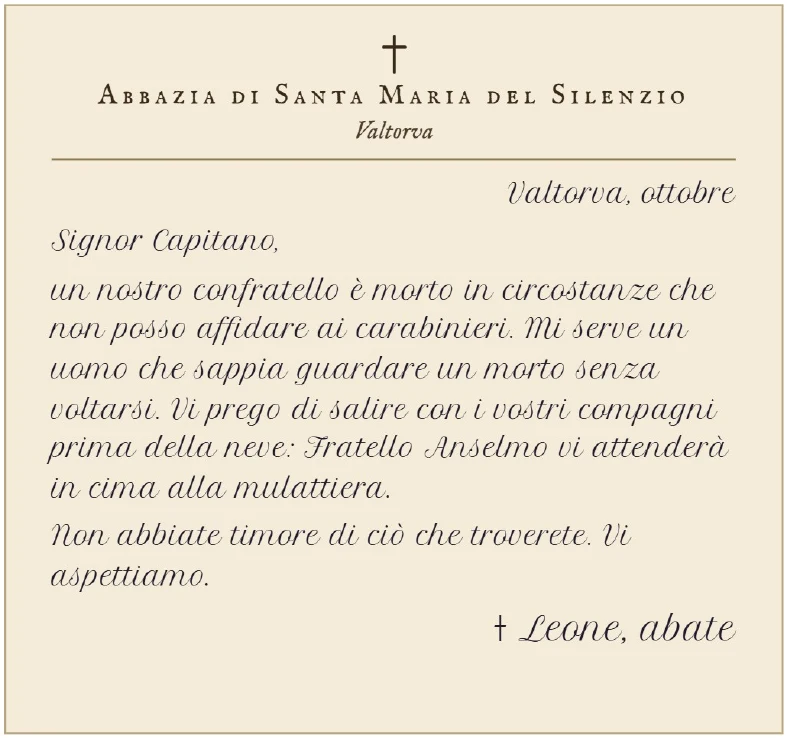 Abbazia di Santa Maria del Silenzio
Valtorva
Valtorva, ottobre
Signor Capitano,
un nostro confratello è morto in circostanze che
non posso affidare ai carabinieri. Mi serve un
uomo che sappia guardare un morto senza
voltarsi. Vi prego di salire con i vostri compagni
prima della neve: Fratello Anselmo vi attenderà
in cima alla mulattiera.
Non abbiate timore di ciò che troverete. Vi
aspettiamo.
† Leone, abate